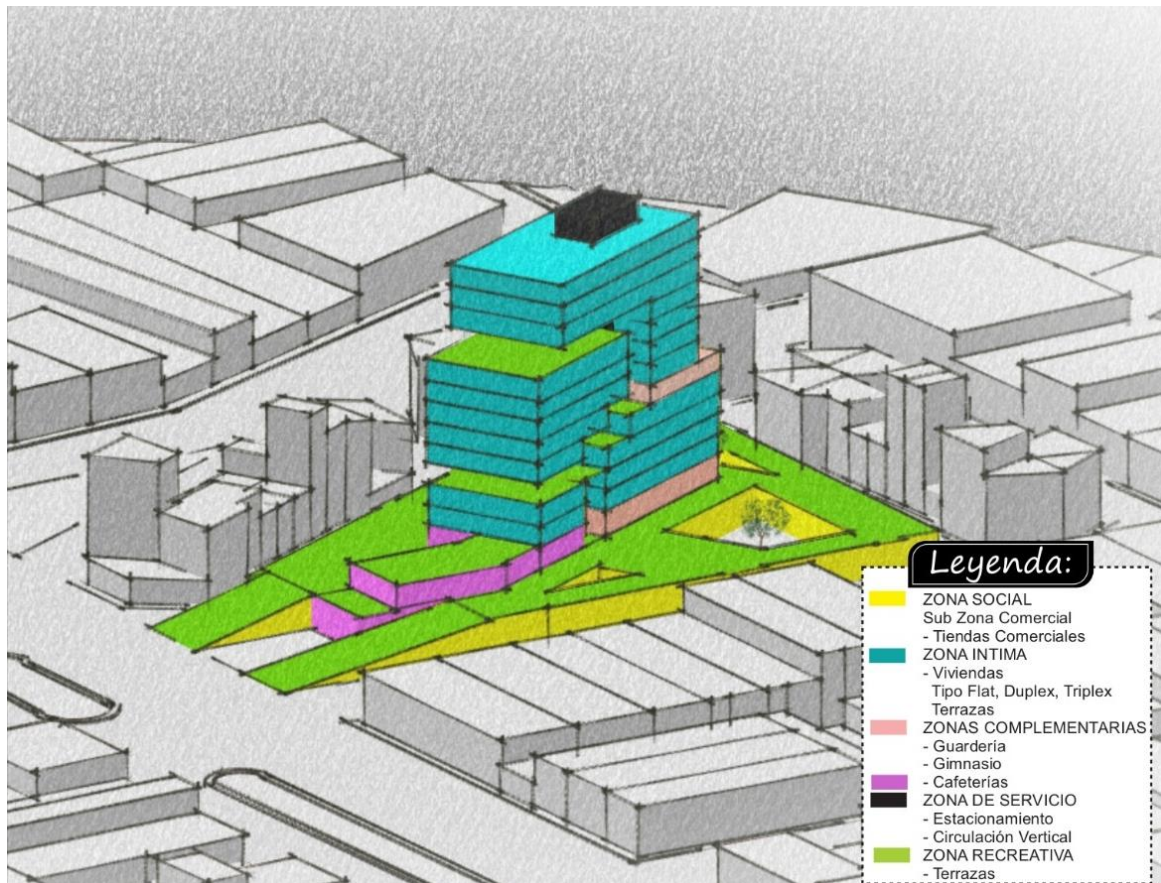 Leyenda:
ZONA SOCIAL
Sub Zona Comercial
- Tiendas Comerciales
ZONA INTIMA
- Viviendas
Tipo Flat, Duplex, Triplex
Terrazas
ZONAS COMPLEMENTARIAS
- Guardería
- Gimnasio
- Cafeterías
ZONA DE SERVICIO
- Estacionamiento
- Circulación Vertical
ZONA RECREATIVA
- Terrazas